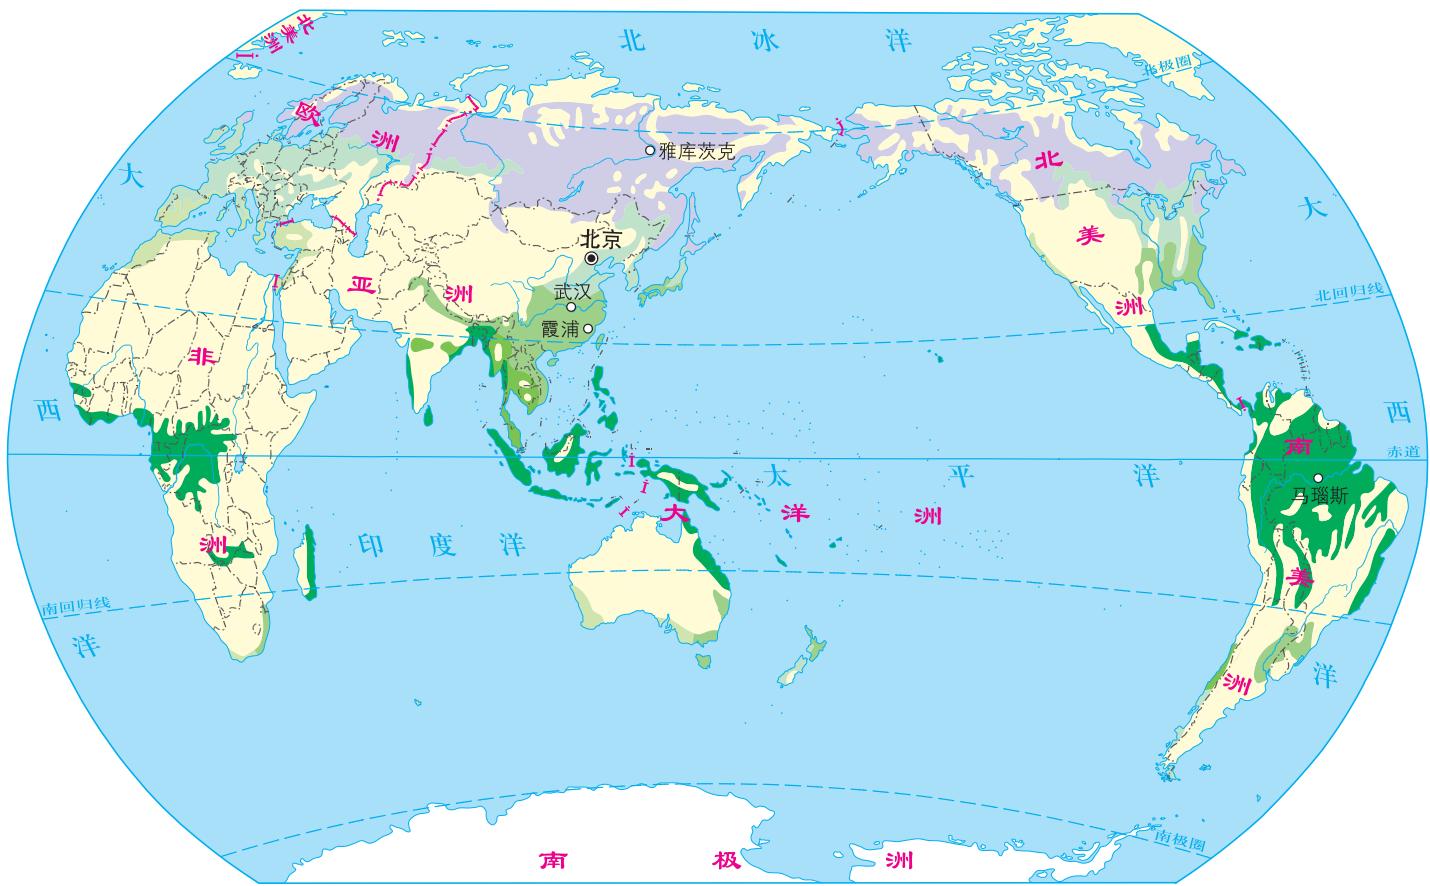 北美洲
北冰洋
北极圈
欧洲
雅库茨克
北美洲
大西洋
大西洋
北京
亚洲
武汉
霞浦
北回归线
非洲
赤道
南美洲
马瑙斯
太平洋
大洋洲
印度洋
南回归线
南极圈
南极洲